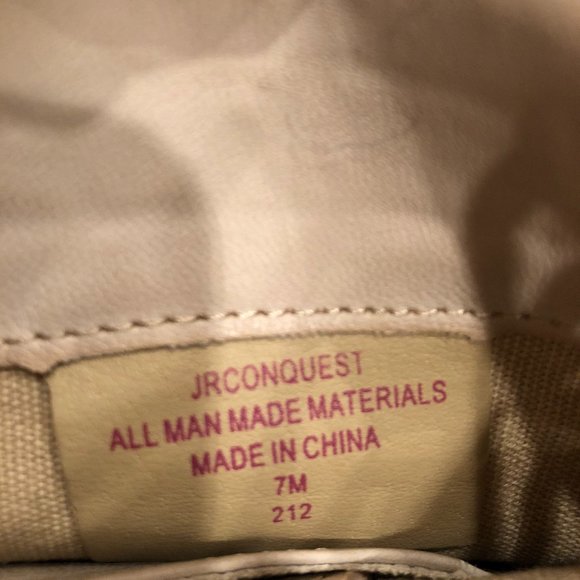 JRCONQUEST
ALL MAN MADE MATERIALS
MADE IN CHINA
7M
212